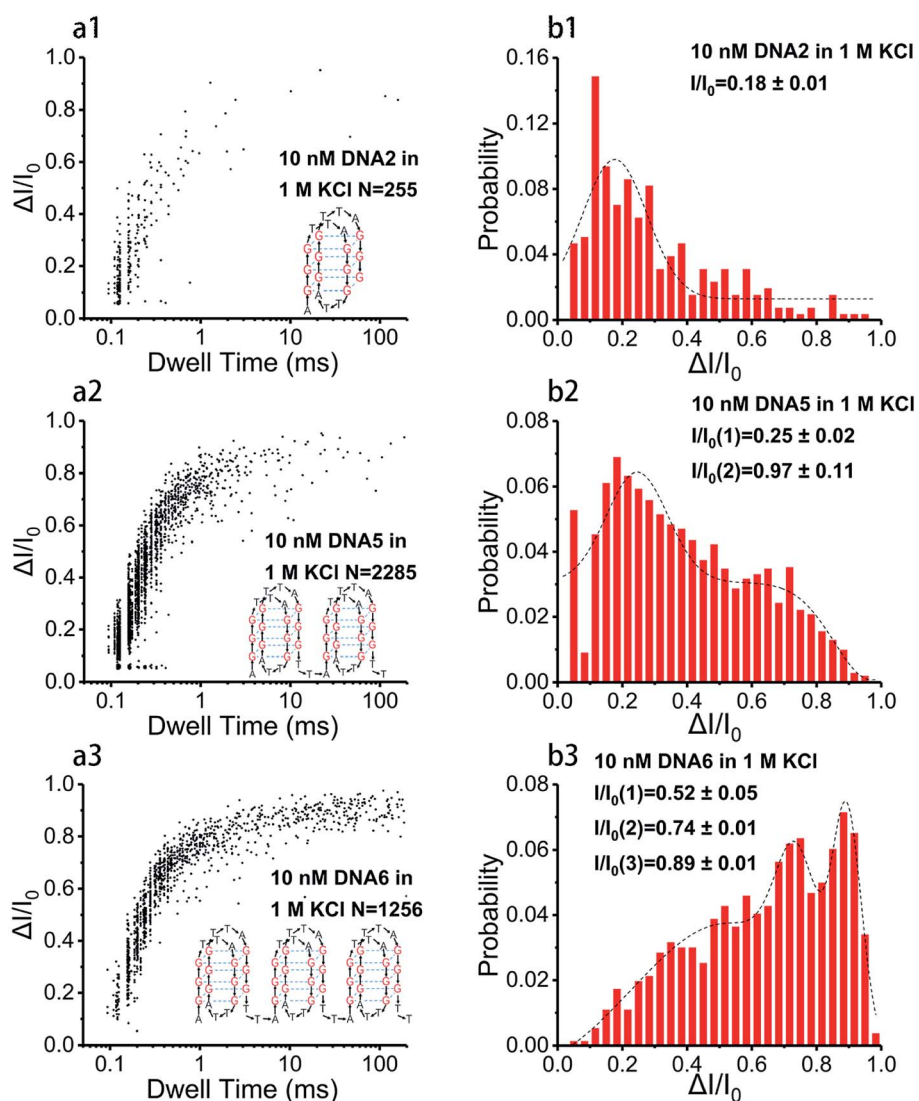 a1
1.0
0.8
0.6
0.4
0.2
0.0
ΔI/I0
0.1 1 10 100
Dwell Time (ms)
10 nM DNA2 in
1 M KCl N=255
b1
0.16
0.12
0.08
0.04
0.00
Probability
0.0 0.2 0.4 0.6 0.8 1.0
ΔI/I0
10 nM DNA2 in 1 M KCl
I/I0=0.18 ± 0.01
a2
1.0
0.8
0.6
0.4
0.2
0.0
ΔI/I0
0.1 1 10 100
Dwell Time (ms)
10 nM DNA5 in
1 M KCl N=2285
b2
0.08
0.06
0.04
0.02
0.00
Probability
0.0 0.2 0.4 0.6 0.8 1.0
ΔI/I0
10 nM DNA5 in 1 M KCl
I/I0(1)=0.25 ± 0.02
I/I0(2)=0.97 ± 0.11
a3
1.0
0.8
0.6
0.4
0.2
0.0
ΔI/I0
0.1 1 10 100
Dwell Time (ms)
10 nM DNA6 in
1 M KCl N=1256
b3
0.08
0.06
0.04
0.02
0.00
Probability
0.0 0.2 0.4 0.6 0.8 1.0
ΔI/I0
10 nM DNA6 in 1 M KCl
I/I0(1)=0.52 ± 0.05
I/I0(2)=0.74 ± 0.01
I/I0(3)=0.89 ± 0.01